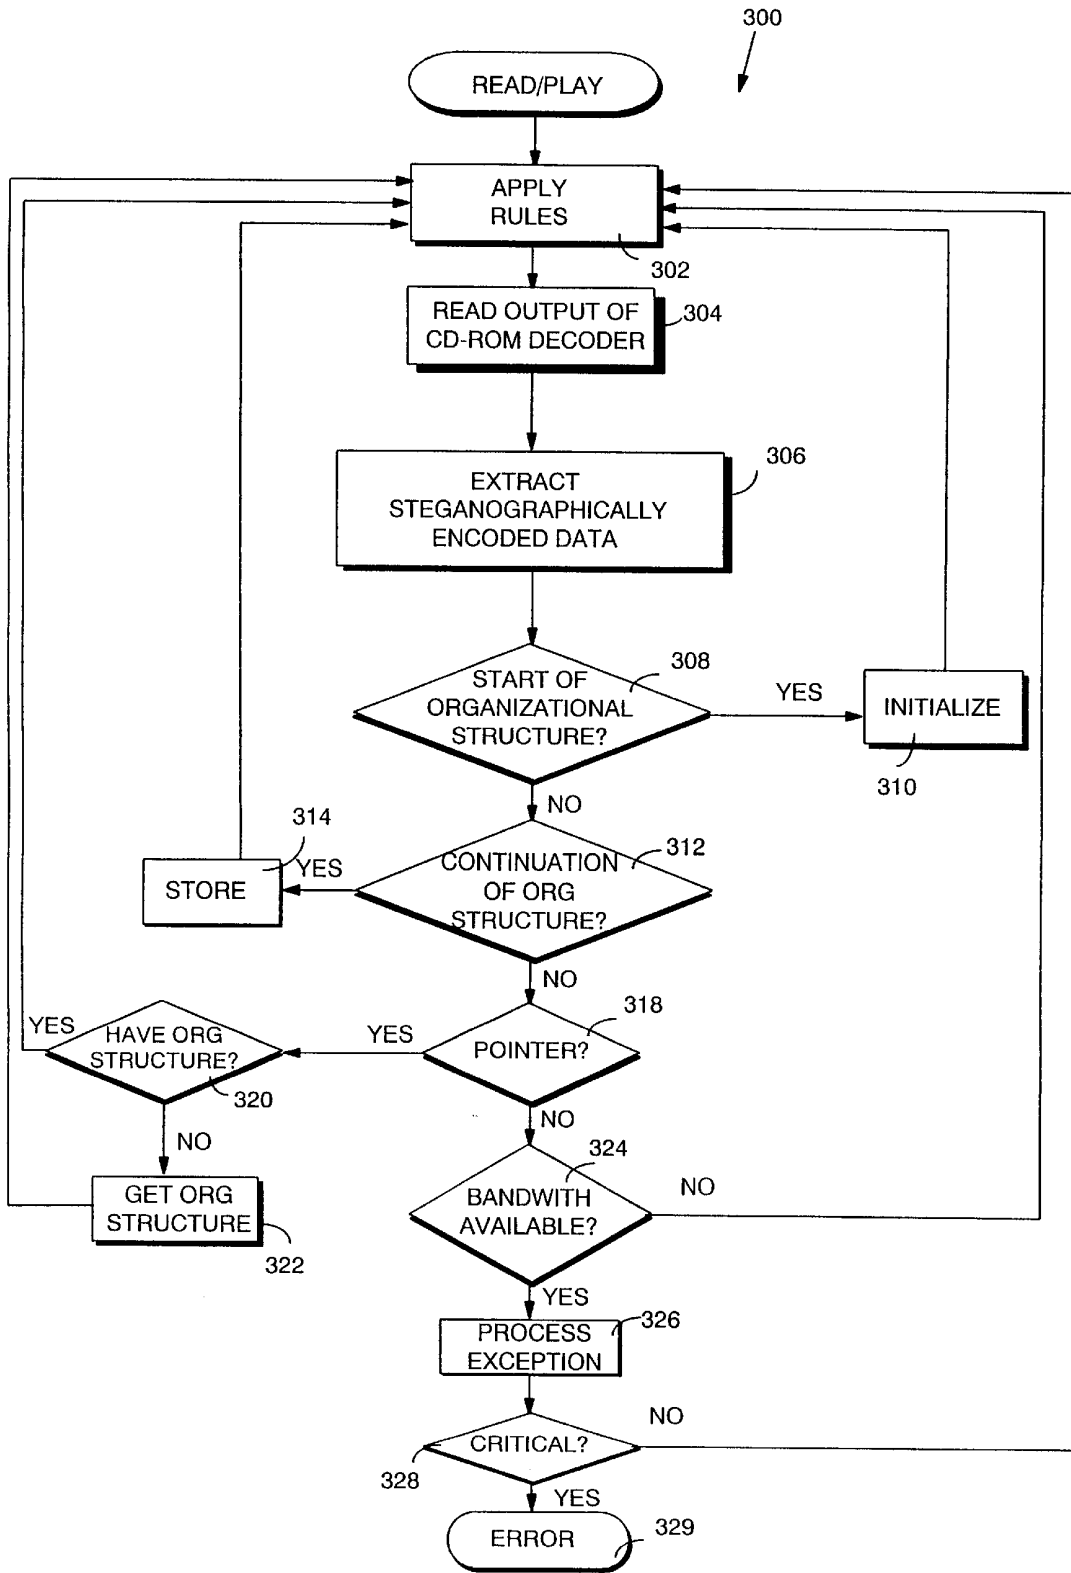 300
READ/PLAY
APPLY
RULES
302
READ OUTPUT OF
CD-ROM DECODER
304
EXTRACT
STEGANOGRAPHICALLY
ENCODED DATA
306
START OF
ORGANIZATIONAL
STRUCTURE?
308
YES
INITIALIZE
310
NO
CONTINUATION
OF ORG
STRUCTURE?
312
YES
314
STORE
NO
POINTER?
318
YES
HAVE ORG
STRUCTURE?
320
YES
NO
GET ORG
STRUCTURE
322
NO
BANDWITH
AVAILABLE?
324
NO
YES
PROCESS
EXCEPTION
326
CRITICAL?
328
NO
YES
ERROR
329